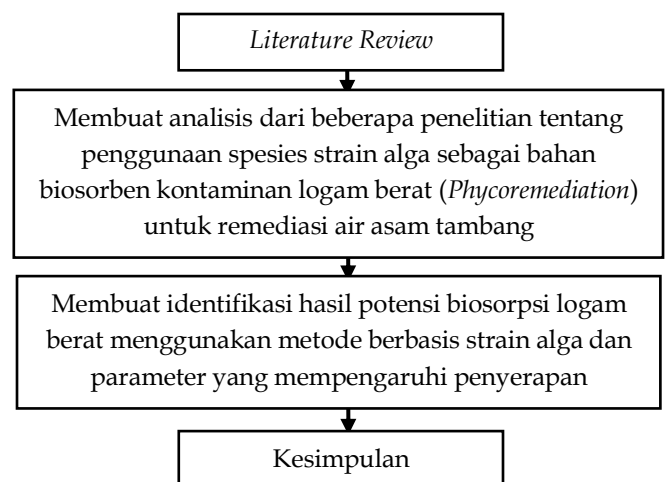 Literature Review
Membuat analisis dari beberapa penelitian tentang
penggunaan spesies strain alga sebagai bahan
biosorben kontaminan logam berat (Phycoremediation)
untuk remediasi air asam tambang
Membuat identifikasi hasil potensi biosorpsi logam
berat menggunakan metode berbasis strain alga dan
parameter yang mempengaruhi penyerapan
Kesimpulan